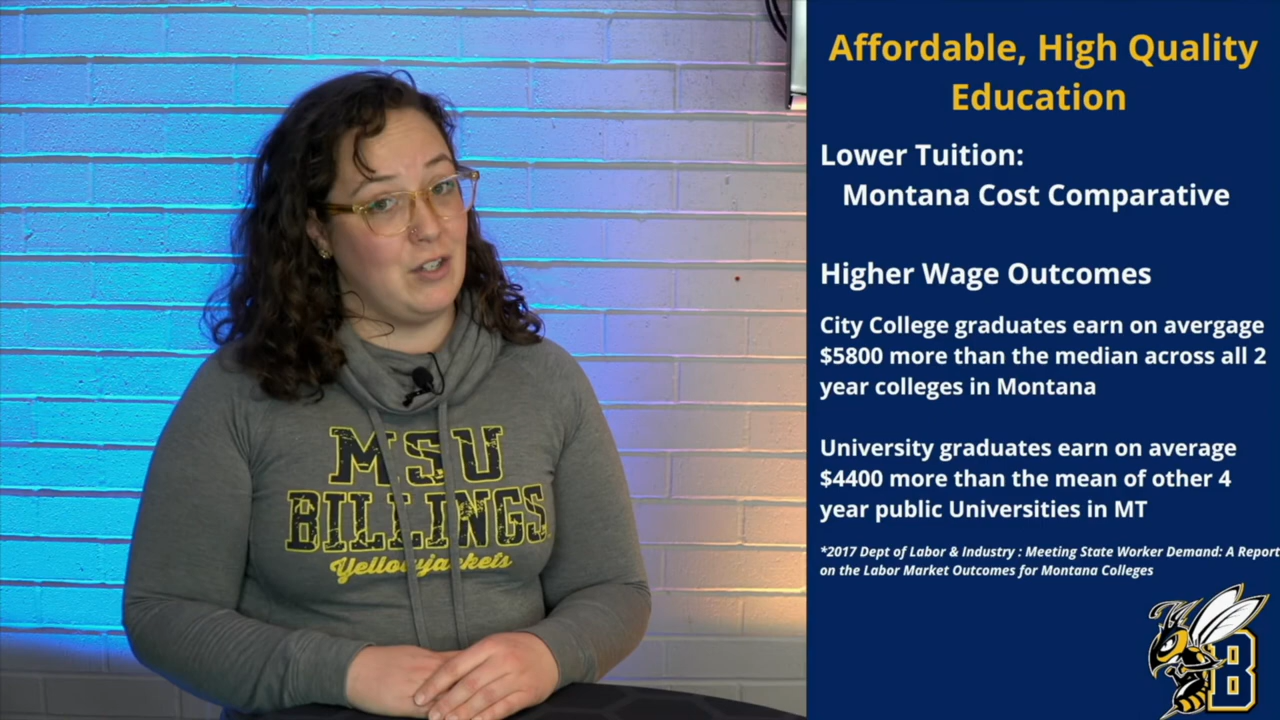 MSU
BILLINGS
Yellowjackets
Affordable, High Quality
Education
Lower Tuition:
Montana Cost Comparative
Higher Wage Outcomes
City College graduates earn on avergage
$5800 more than the median across all 2
year colleges in Montana
University graduates earn on average
$4400 more than the mean of other 4
year public Universities in MT
*2017 Dept of Labor & Industry : Meeting State Worker Demand: A Report
on the Labor Market Outcomes for Montana Colleges
B